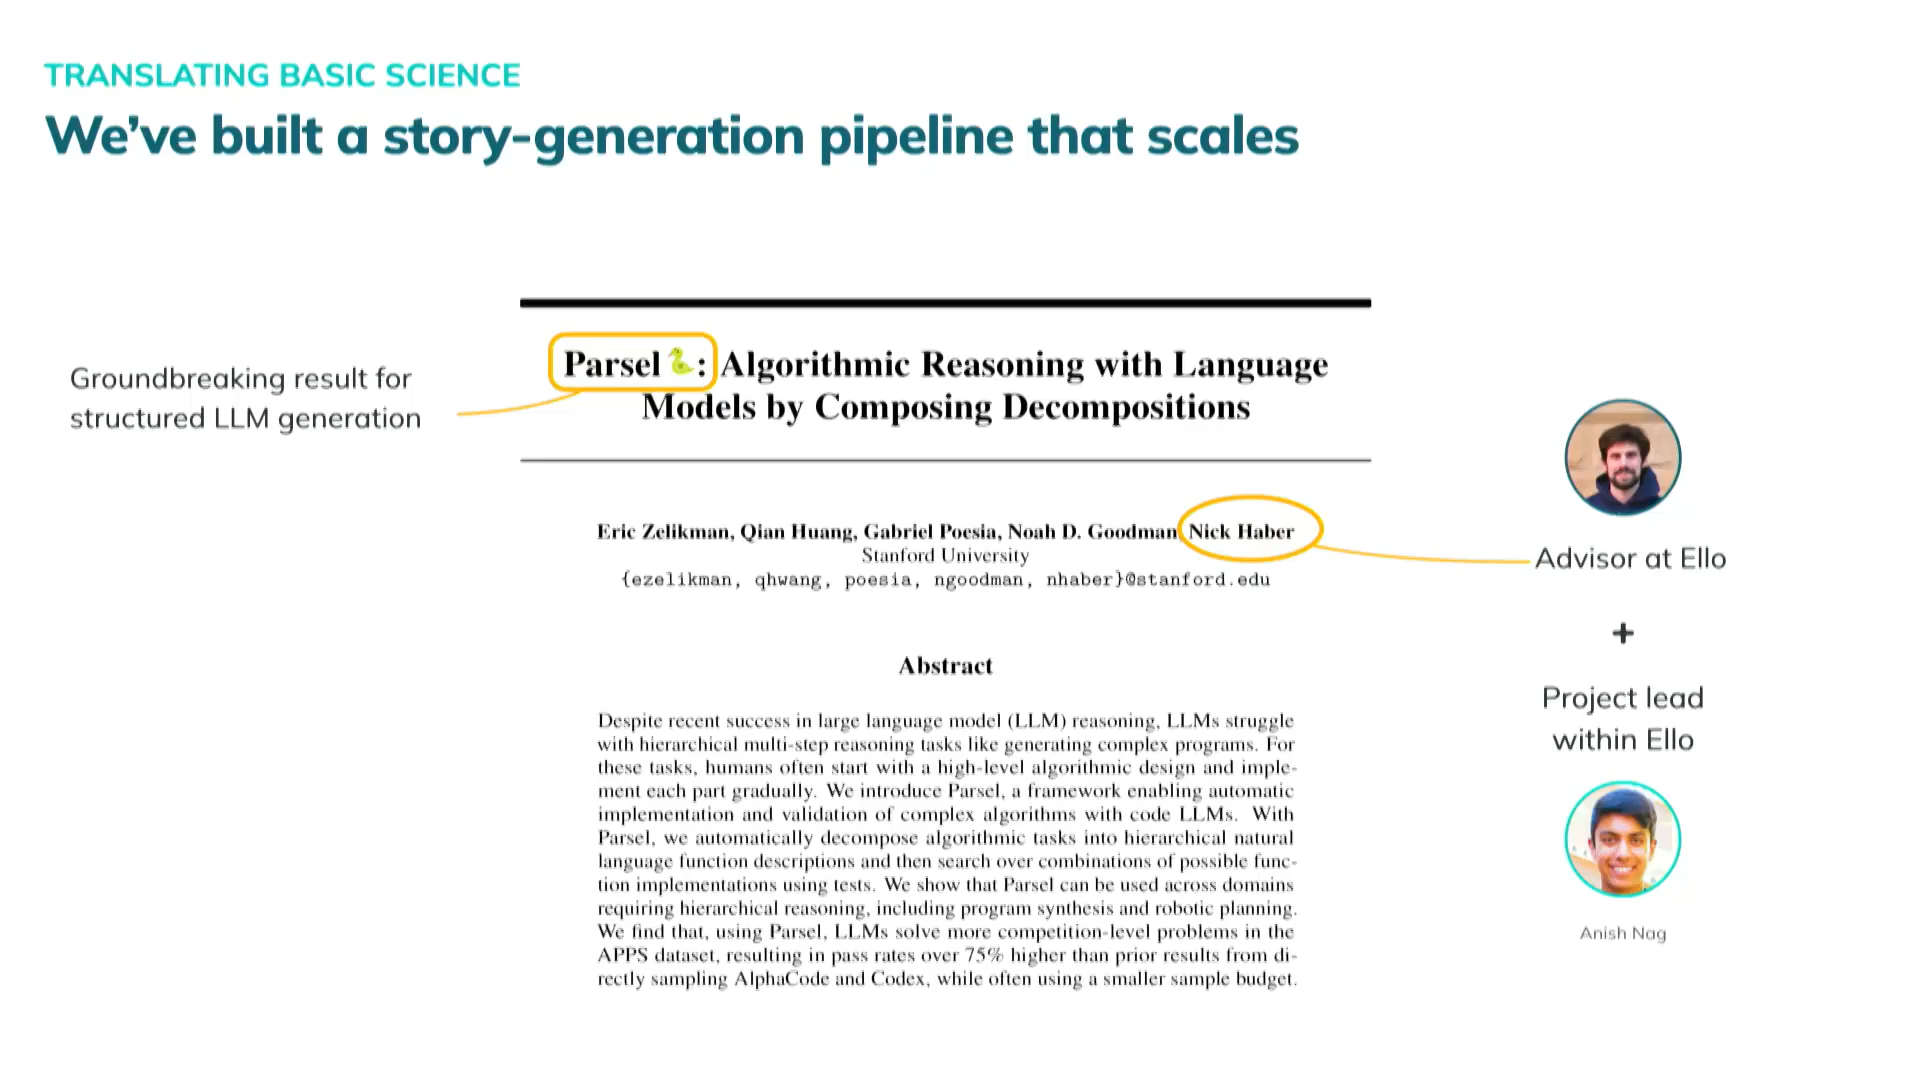 TRANSLATING BASIC SCIENCE
We've built a story-generation pipeline that scales
Groundbreaking result for
structured LLM generation
Parsel🐍: Algorithmic Reasoning with Language
Models by Composing Decompositions
Eric Zelikman, Qian Huang, Gabriel Poesia, Noah D. Goodman, Nick Haber
Stanford University
{ezelikman, qhwang, poesia, ngoodman, nhaber}@stanford.edu
Abstract
Despite recent success in large language model (LLM) reasoning, LLMs struggle
with hierarchical multi-step reasoning tasks like generating complex programs. For
these tasks, humans often start with a high-level algorithmic design and imple-
ment each part gradually. We introduce Parsel, a framework enabling automatic
implementation and validation of complex algorithms with code LLMs. With
Parsel, we automatically decompose algorithmic tasks into hierarchical natural
language function descriptions and then search over combinations of possible func-
tion implementations using tests. We show that Parsel can be used across domains
requiring hierarchical reasoning, including program synthesis and robotic planning.
We find that, using Parsel, LLMs solve more competition-level problems in the
APPS dataset, resulting in pass rates over 75% higher than prior results from di-
rectly sampling AlphaCode and Codex, while often using a smaller sample budget.
Advisor at Ello
+
Project lead
within Ello
Anish Nag